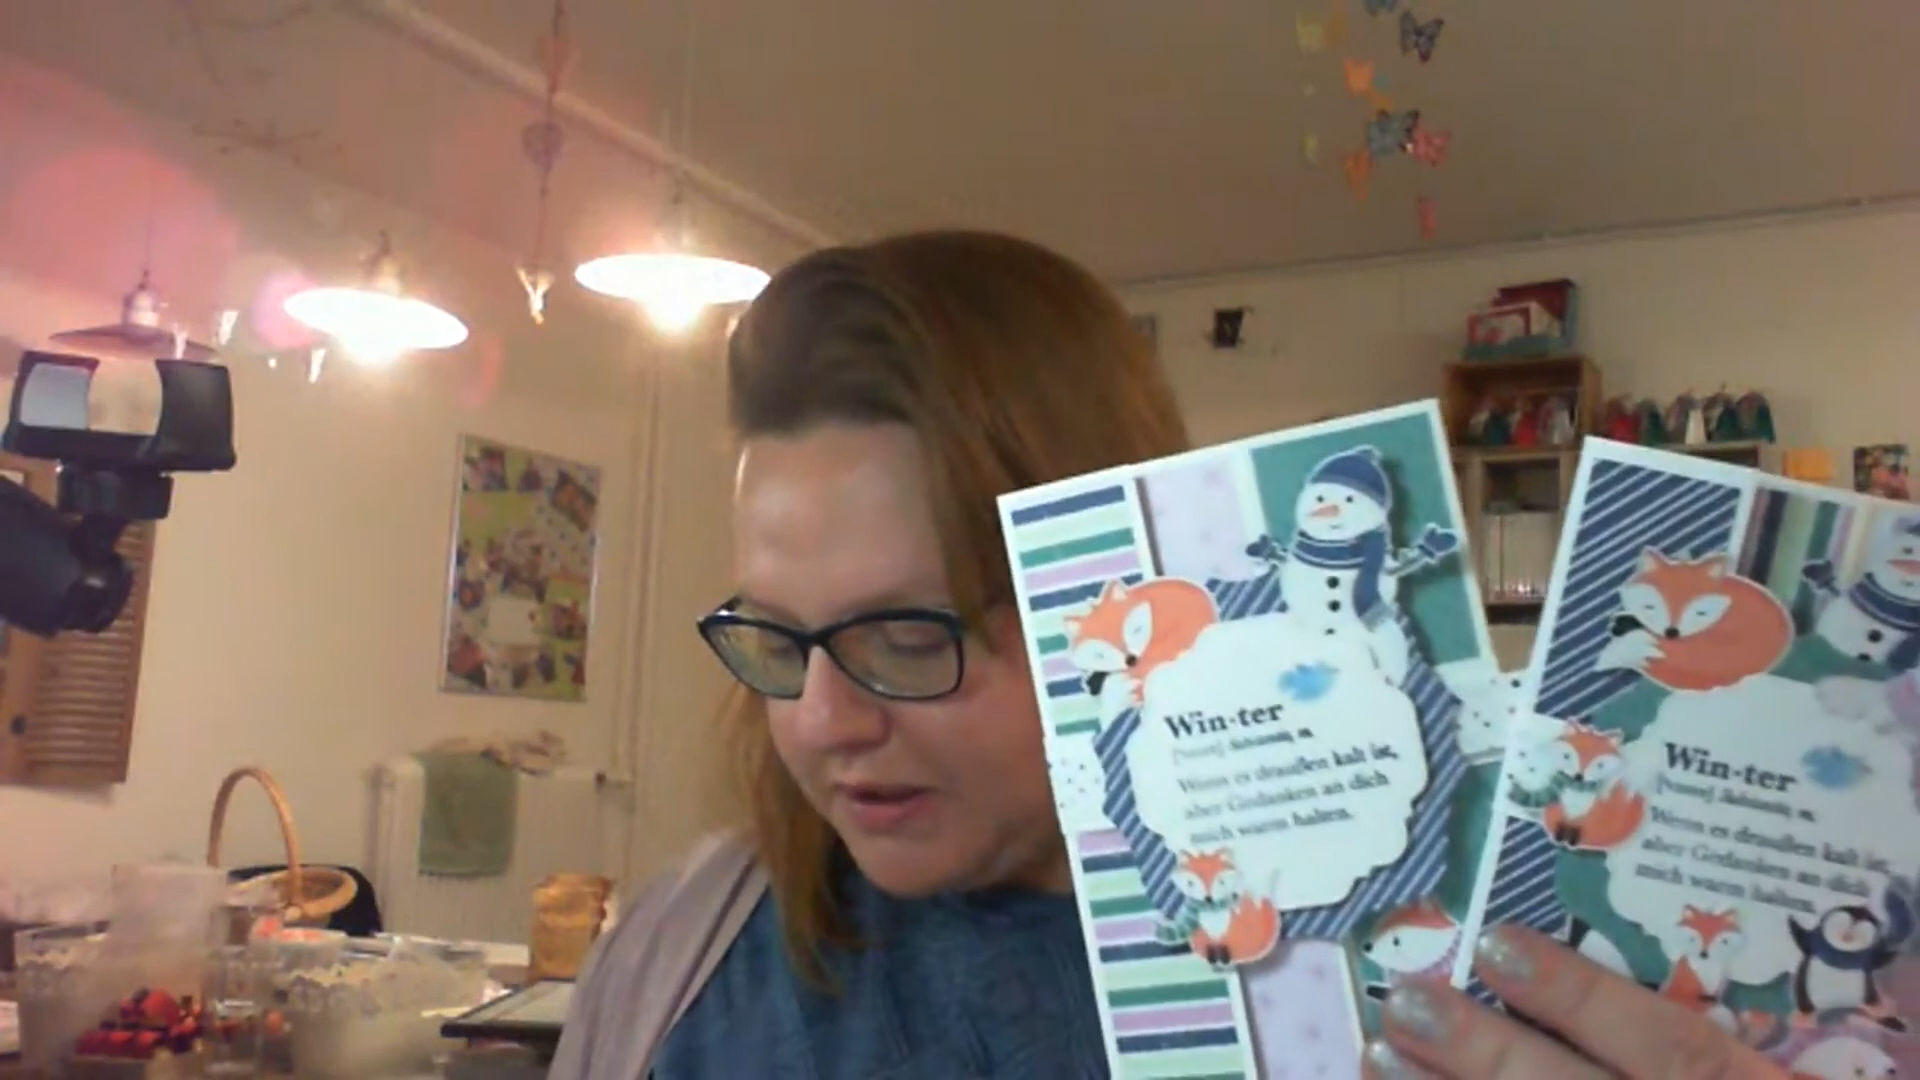 Win·ter
Wenn es draußen kalt ist,
aber Gedanken an dich
mich warm halten.
Win·ter
Wenn es draußen kalt ist,
aber Gedanken an dich
mich warm halten.